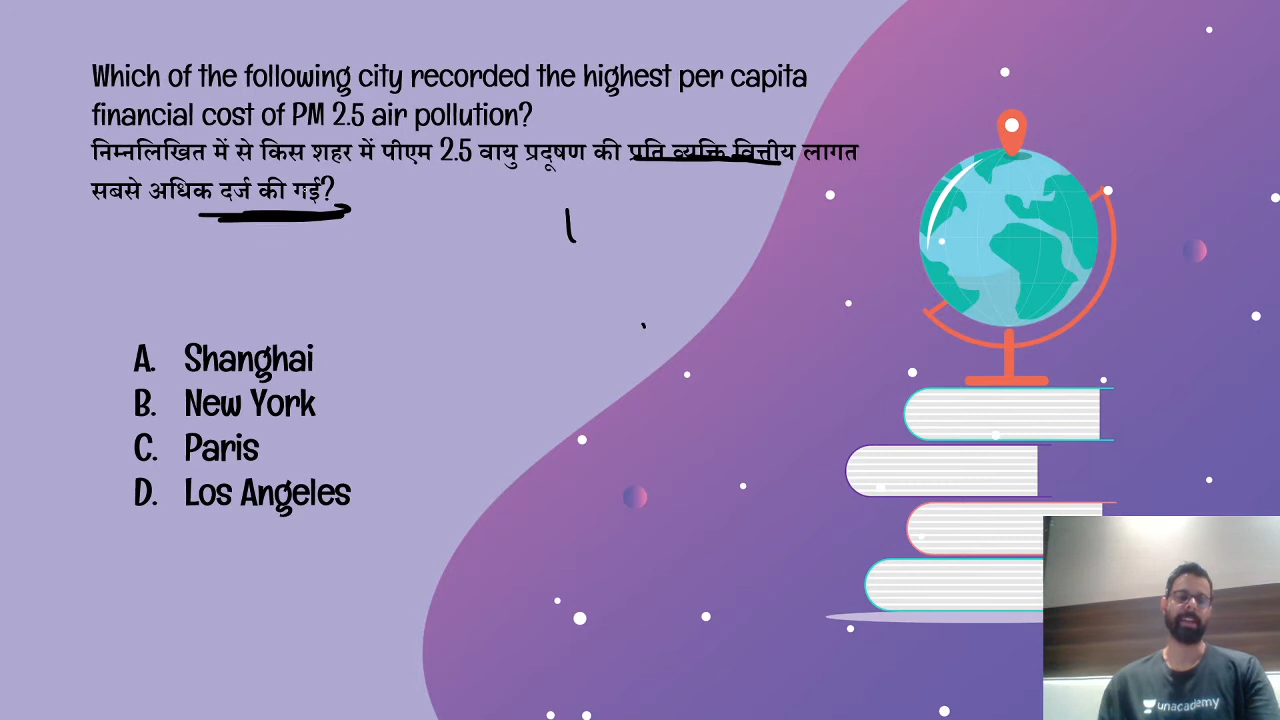 Which of the following city recorded the highest per capita
financial cost of PM 2.5 air pollution?
निम्नलिखित में से किस शहर में पीएम 2.5 वायु प्रदूषण की प्रति व्यक्ति वित्तीय लागत
सबसे अधिक दर्ज की गई?
A. Shanghai
B. New York
C. Paris
D. Los Angeles
unacademy